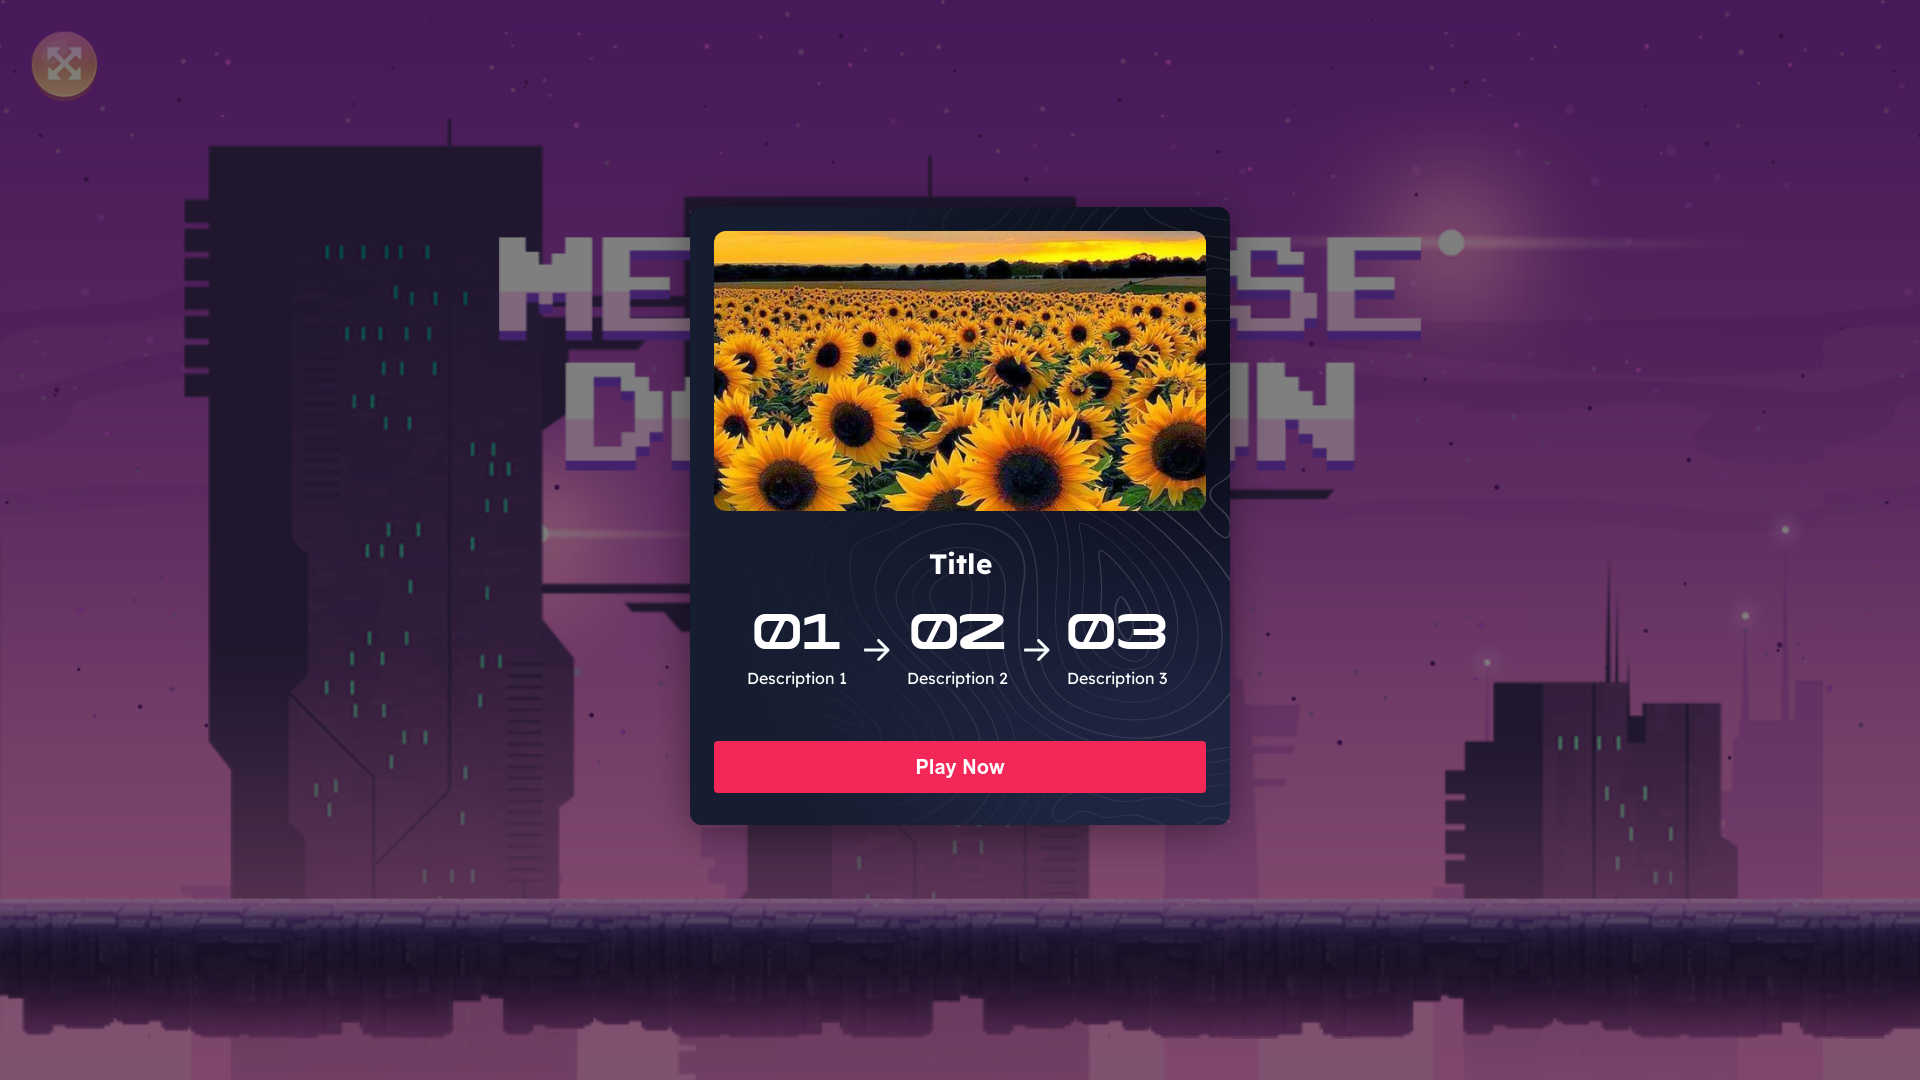 Title
01
02
03
Description 1
Description 2
Description 3
Play Now